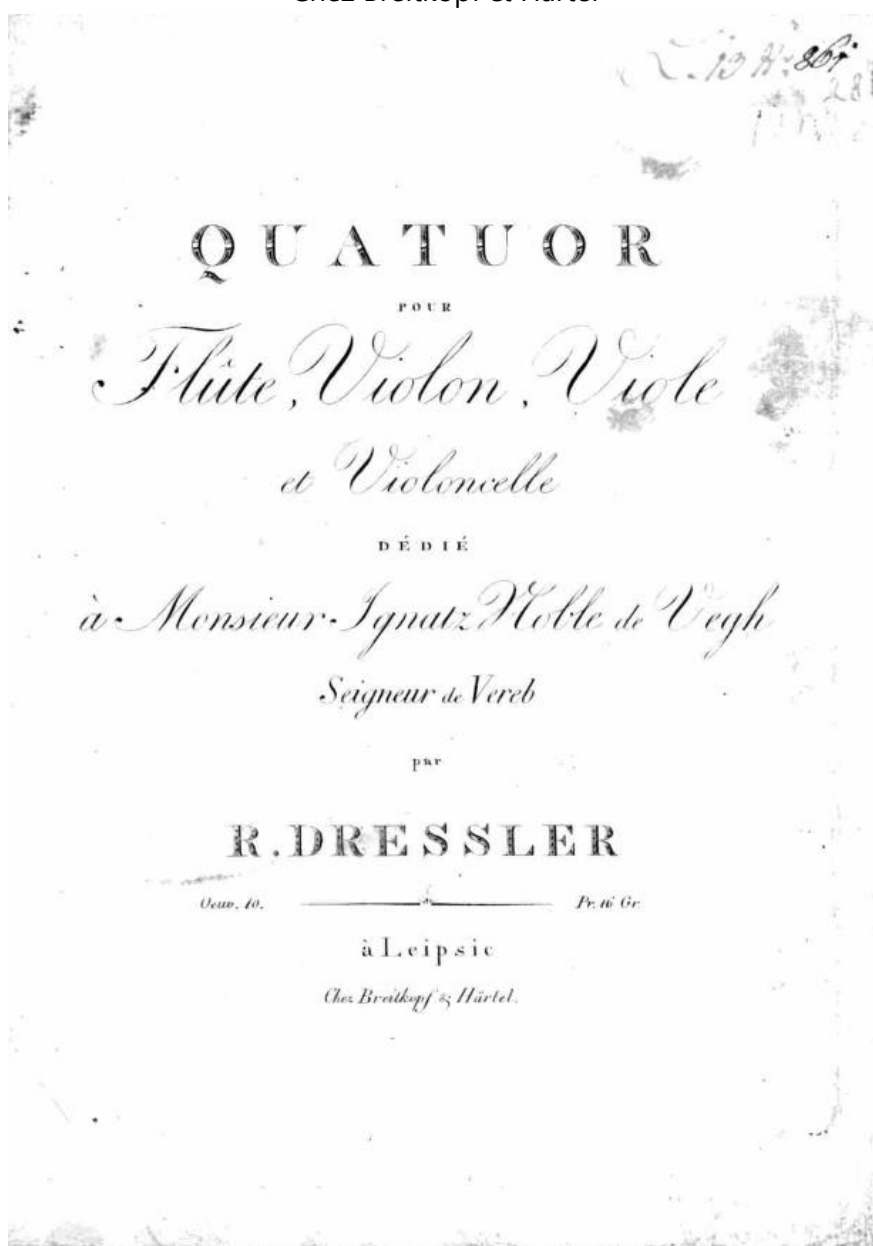 Chez Breitkopf et Härtel
867
QUATUOR
POUR
Flûte, Violon, Viole
et Violoncelle
DÉDIÉ
à Monsieur Ignatz Noble de Vegh
Seigneur de Vereb
par
R. DRESSLER
Oeuv. 10. Pr. 16 Gr.
à Leipsic
Chez Breitkopf & Härtel.